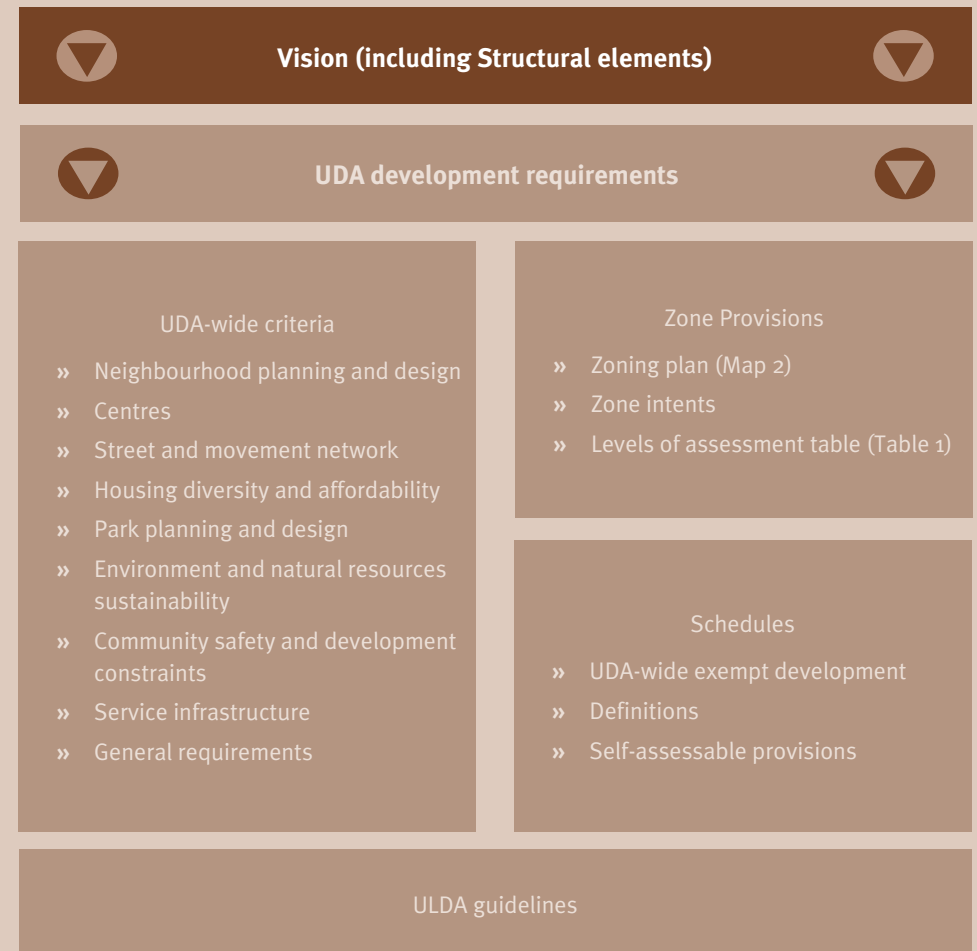 Vision (including Structural elements)
UDA development requirements
UDA-wide criteria
» Neighbourhood planning and design
» Centres
» Street and movement network
» Housing diversity and affordability
» Park planning and design
» Environment and natural resources
sustainability
» Community safety and development
constraints
» Service infrastructure
» General requirements
Zone Provisions
» Zoning plan (Map 2)
» Zone intents
» Levels of assessment table (Table 1)
Schedules
» UDA-wide exempt development
» Definitions
» Self-assessable provisions
ULDA guidelines